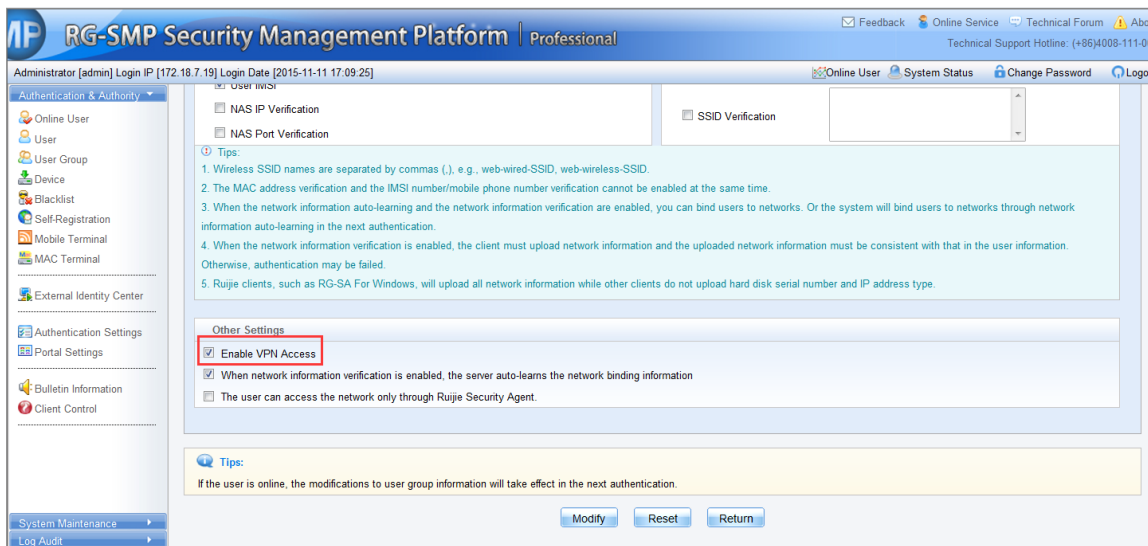 MP RG-SMP Security Management Platform | Professional
Feedback Online Service Technical Forum Abo
Technical Support Hotline: (+86)4008-111-0
Administrator [admin] Login IP [172.18.7.19] Login Date [2015-11-11 17:09:25]
Online User System Status Change Password Logo
Authentication & Authority
Online User
User
User Group
Device
Blacklist
Self-Registration
Mobile Terminal
MAC Terminal
External Identity Center
Authentication Settings
Portal Settings
Bulletin Information
Client Control
System Maintenance
Log Audit
User IMSI
NAS IP Verification
NAS Port Verification
SSID Verification
Tips:
1. Wireless SSID names are separated by commas (,), e.g., web-wired-SSID, web-wireless-SSID.
2. The MAC address verification and the IMSI number/mobile phone number verification cannot be enabled at the same time.
3. When the network information auto-learning and the network information verification are enabled, you can bind users to networks. Or the system will bind users to networks through network
information auto-learning in the next authentication.
4. When the network information verification is enabled, the client must upload network information and the uploaded network information must be consistent with that in the user information.
Otherwise, authentication may be failed.
5. Ruijie clients, such as RG-SA For Windows, will upload all network information while other clients do not upload hard disk serial number and IP address type.
Other Settings
Enable VPN Access
When network information verification is enabled, the server auto-learns the network binding information
The user can access the network only through Ruijie Security Agent.
Tips:
If the user is online, the modifications to user group information will take effect in the next authentication.
Modify Reset Return